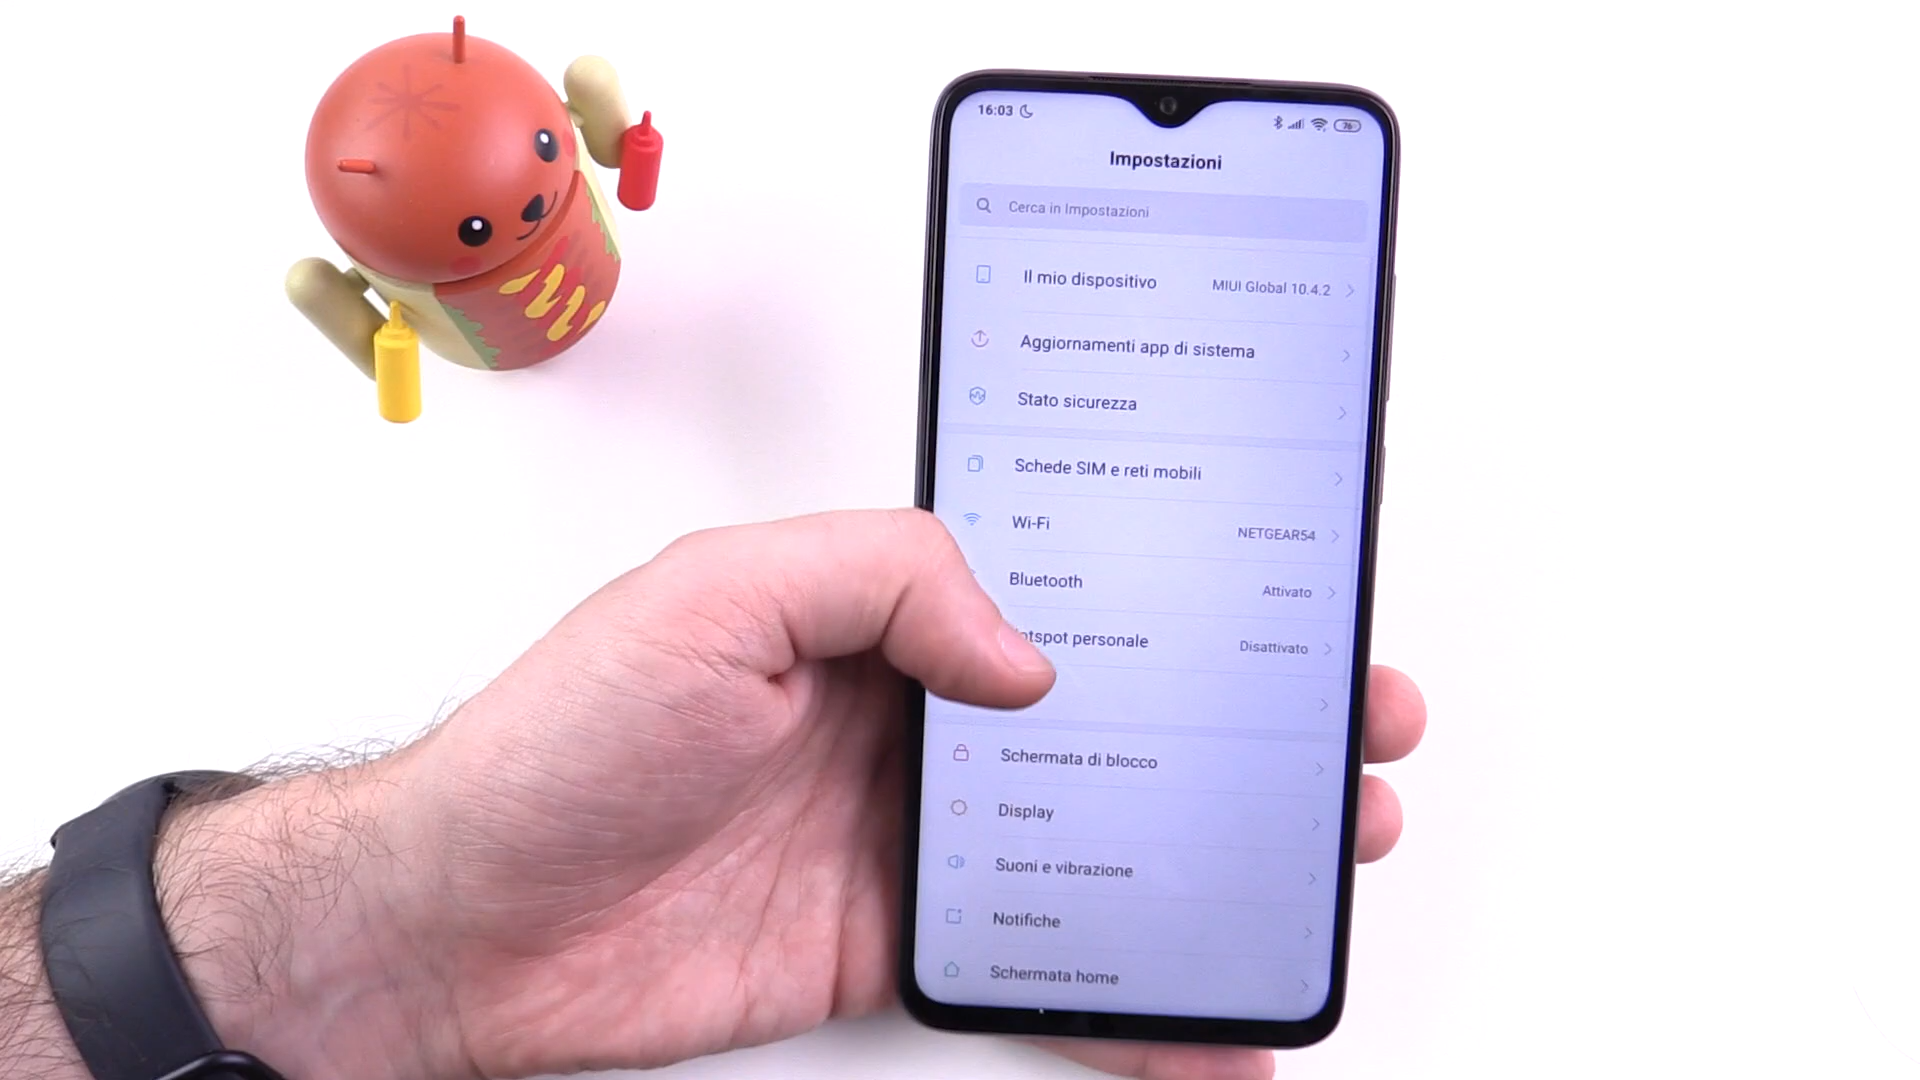 16:03
76
Impostazioni
Cerca in Impostazioni
Il mio dispositivo MIUI Global 10.4.2
Aggiornamenti app di sistema
Stato sicurezza
Schede SIM e reti mobili
Wi-Fi NETGEAR54
Bluetooth Attivato
otspot personale Disattivato
Schermata di blocco
Display
Suoni e vibrazione
Notifiche
Schermata home